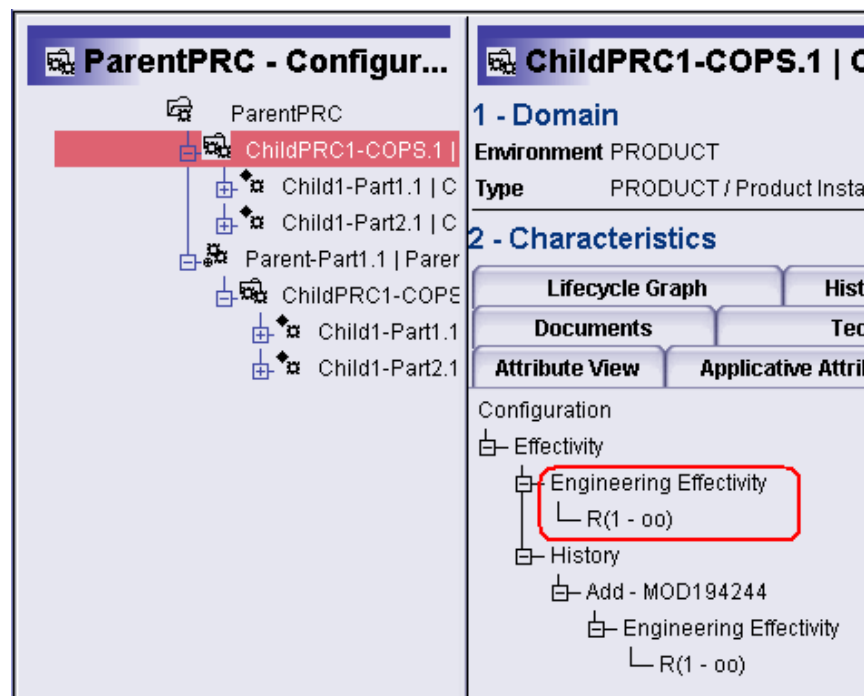 ParentPRC - Configur...
ParentPRC
ChildPRC1-COPS.1 |
Child1-Part1.1 | C
Child1-Part2.1 | C
Parent-Part1.1 | Parer
ChildPRC1-COPS
Child1-Part1.1
Child1-Part2.1
ChildPRC1-COPS.1 | C
1 - Domain
Environment PRODUCT
Type PRODUCT / Product Insta
2 - Characteristics
Lifecycle Graph Hist
Documents Tec
Attribute View Applicative Attri
Configuration
Effectivity
Engineering Effectivity
R(1 - oo)
History
Add - MOD194244
Engineering Effectivity
R(1 - oo)